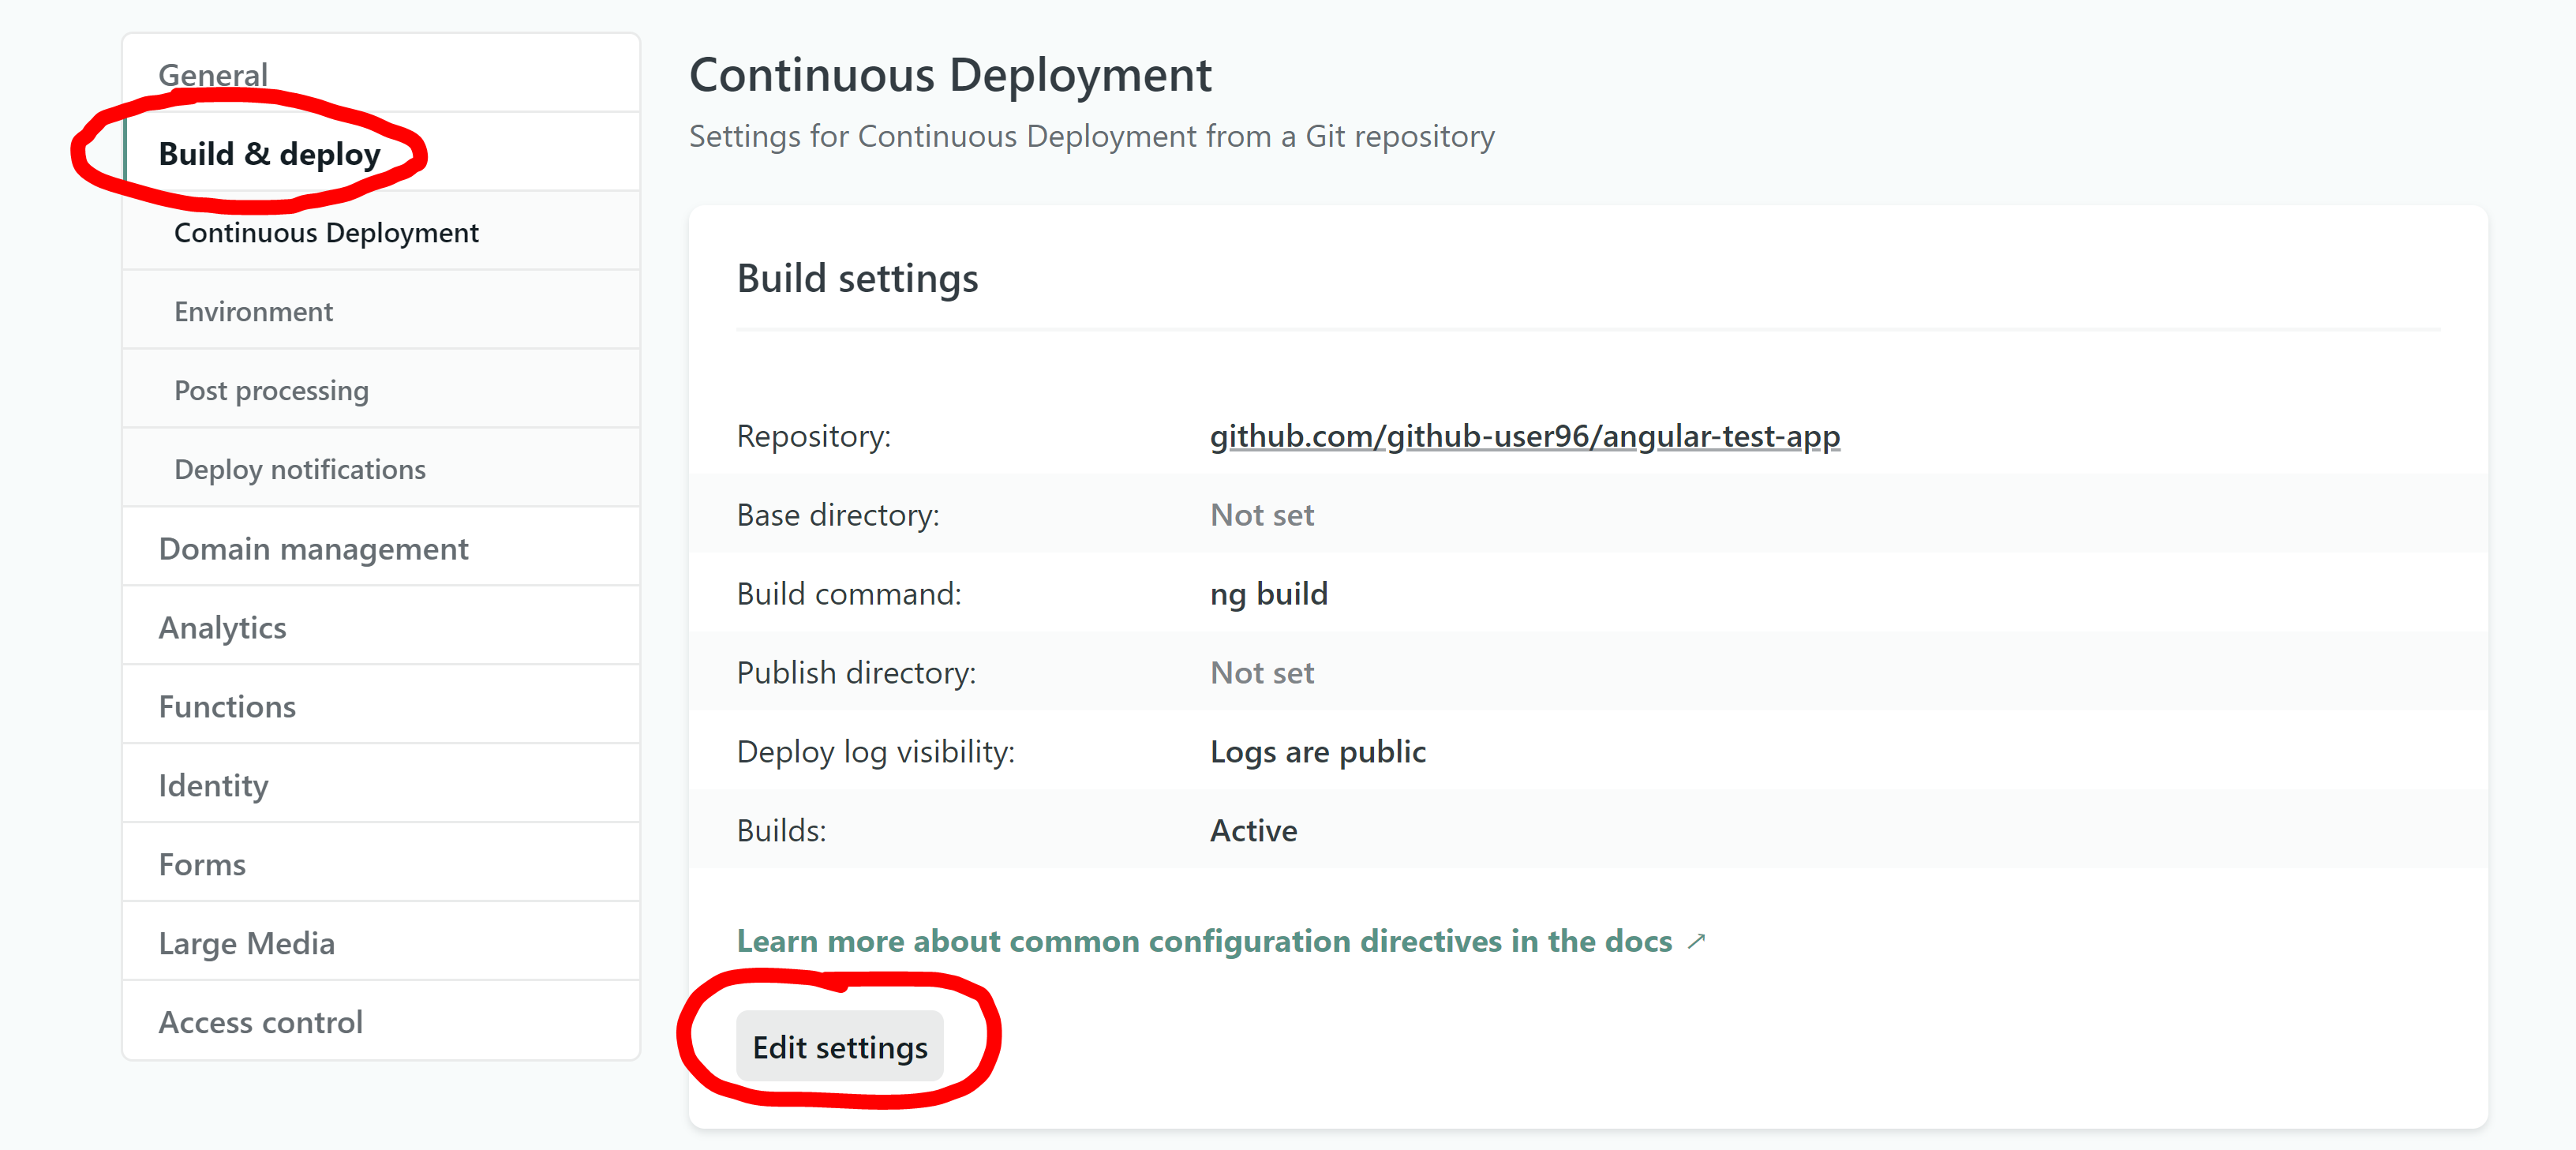 General
Build & deploy
Continuous Deployment
Environment
Post processing
Deploy notifications
Domain management
Analytics
Functions
Identity
Forms
Large Media
Access control
Continuous Deployment
Settings for Continuous Deployment from a Git repository
Build settings
Repository: github.com/github-user96/angular-test-app
Base directory: Not set
Build command: ng build
Publish directory: Not set
Deploy log visibility: Logs are public
Builds: Active
Learn more about common configuration directives in the docs ↗
Edit settings